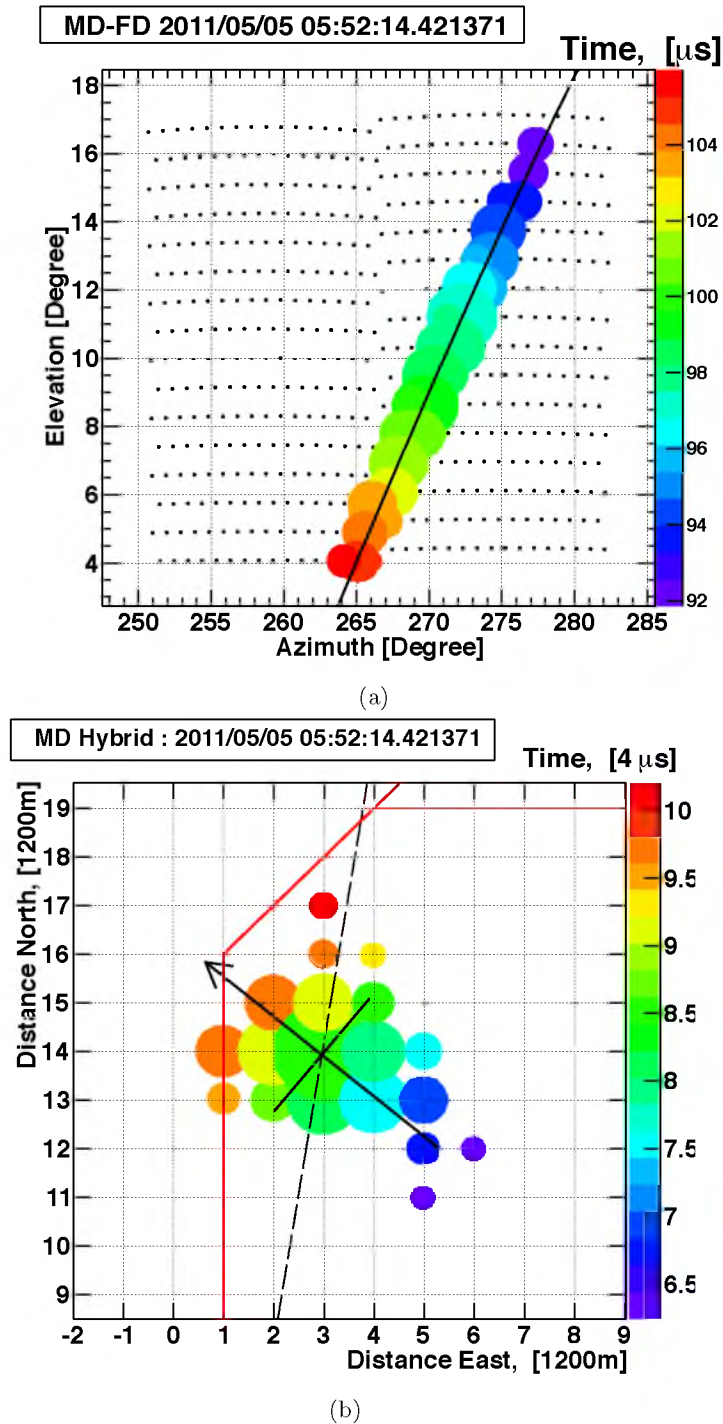 MD-FD 2011/05/05 05:52:14.421371
Time, [μs]
18
16
14
12
10
8
6
4
104
102
100
98
96
94
92
Elevation [Degree]
250 255 260 265 270 275 280 285
Azimuth [Degree]
(a)
MD Hybrid : 2011/05/05 05:52:14.421371
Time, [4 μs]
19
18
17
16
15
14
13
12
11
10
9
10
9.5
9
8.5
8
7.5
7
6.5
Distance North, [1200m]
-2 -1 0 1 2 3 4 5 6 7 8 9
Distance East, [1200m]
(b)